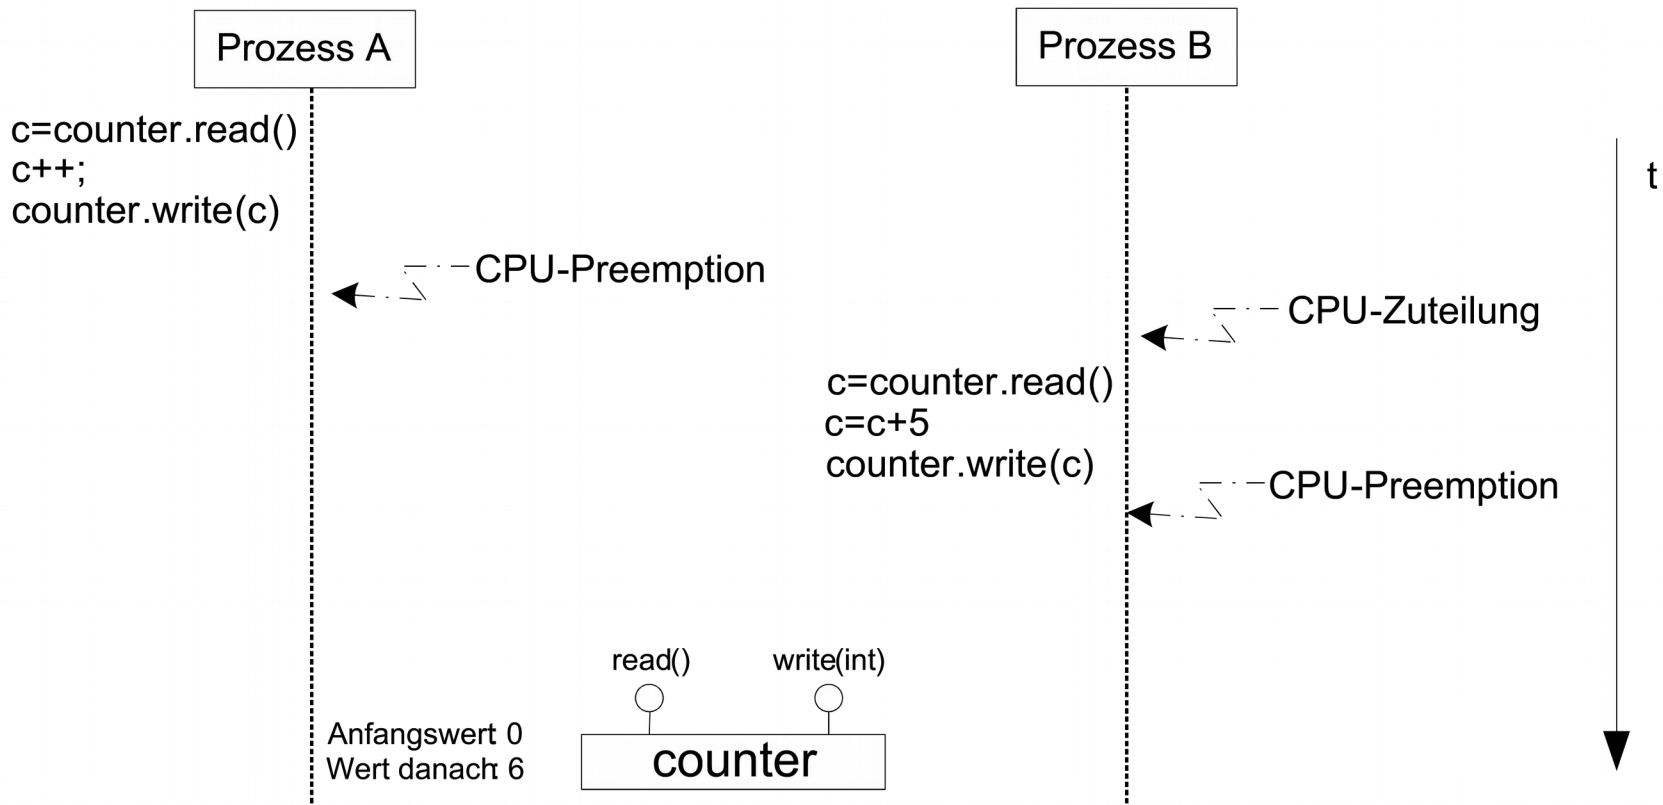 Prozess A
Prozess B
c=counter.read()
c++;
counter.write(c)
t
CPU-Preemption
CPU-Zuteilung
c=counter.read()
c=c+5
counter.write(c)
CPU-Preemption
read()
write(int)
Anfangswert: 0
Wert danach: 6
counter